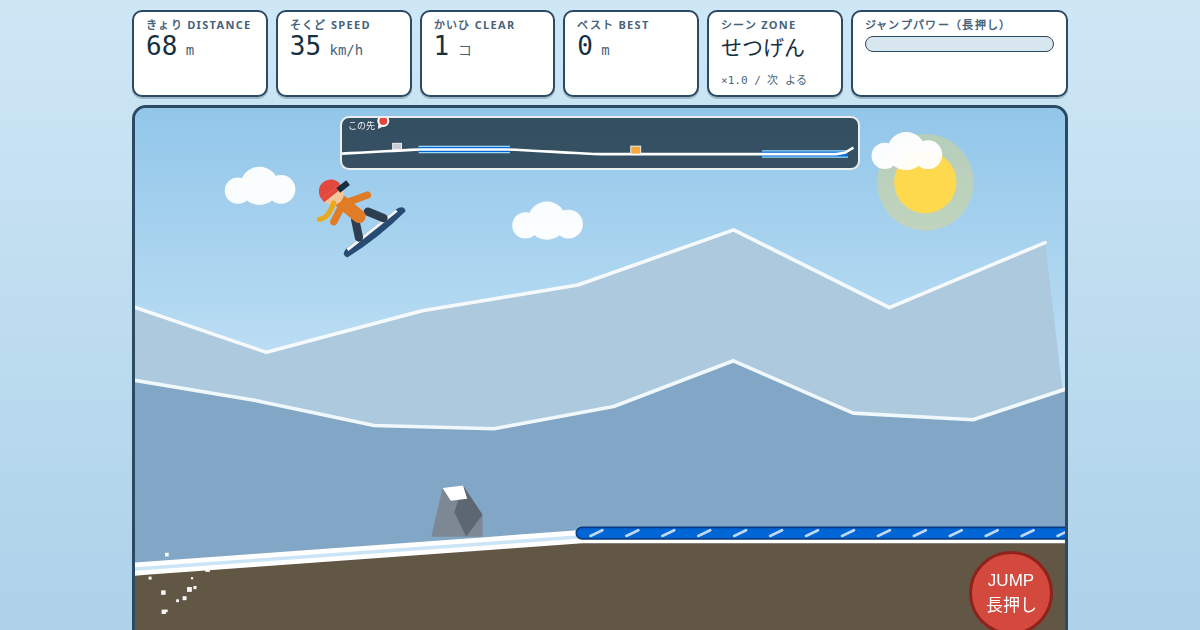 きょり DISTANCE
68 m
そくど SPEED
35 km/h
かいひ CLEAR
1 コ
ベスト BEST
0 m
シーン ZONE
せつげん
×1.0 / 次 よる
ジャンプパワー（長押し）
この先
JUMP
長押し